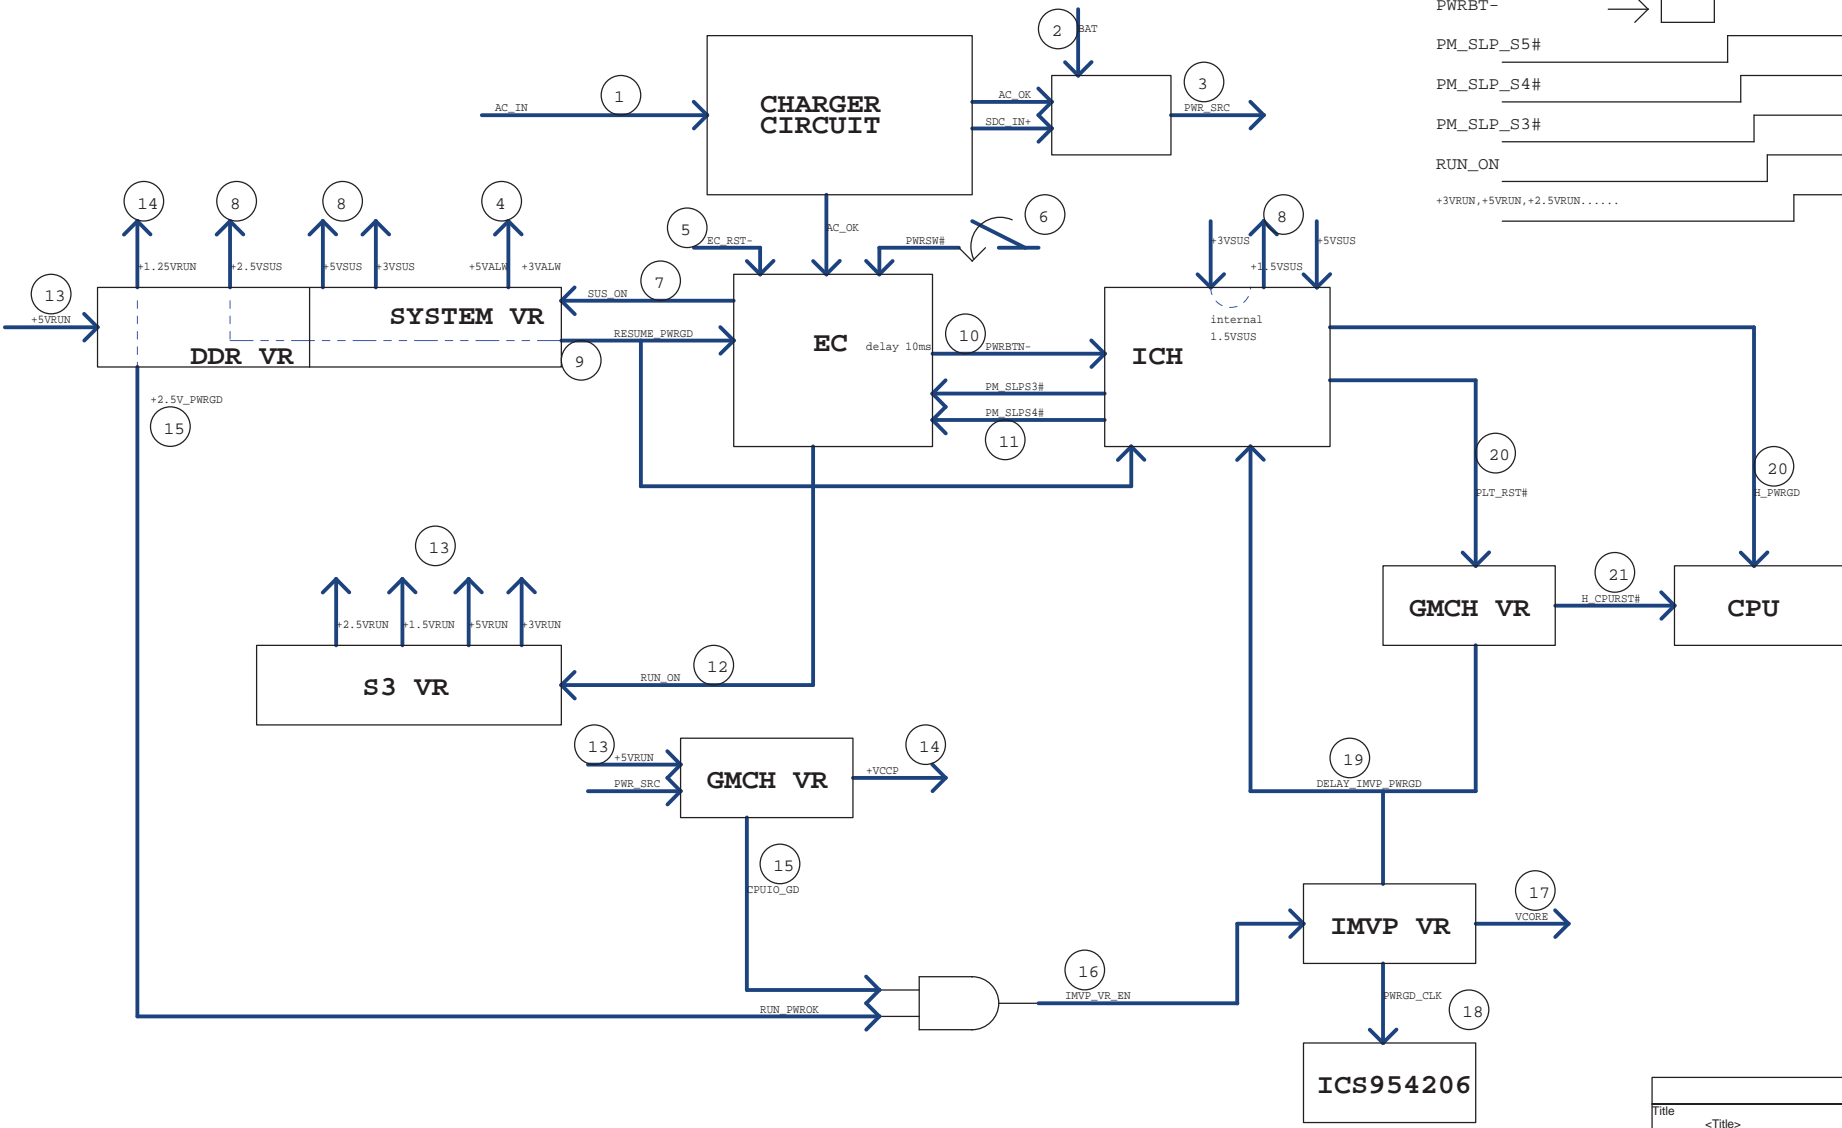 PWRBT-
2
BAT
PM_SLP_S5#
1
3
AC_IN
CHARGER
CIRCUIT
AC_OK
SDC_IN+
PWR_SRC
PM_SLP_S4#
PM_SLP_S3#
RUN_ON
+3VRUN,+5VRUN,+2.5VRUN......
14
8
8
4
5
EC_RST-
AC_OK
PWRSW#
6
8
+3VSUS
+5VSUS
+1.5VSUS
+1.25VRUN
+2.5VSUS
+5VSUS
+3VSUS
+5VALW
+3VALW
13
+5VRUN
SUS_ON
7
SYSTEM VR
DDR VR
RESUME_PWRGD
9
EC
delay 10ms
10
PWRBTN-
ICH
internal
1.5VSUS
PM_SLPS3#
PM_SLPS4#
11
+2.5V_PWRGD
15
20
PLT_RST#
20
H_PWRGD
13
+2.5VRUN
+1.5VRUN
+5VRUN
+3VRUN
S3 VR
RUN_ON
12
GMCH VR
21
H_CPURST#
CPU
13
+5VRUN
PWR_SRC
GMCH VR
+VCCP
14
19
DELAY_IMVP_PWRGD
15
CPUIO_GD
IMVP VR
17
VCORE
16
IMVP_VR_EN
RUN_PWROK
PWRGD_CLK
18
ICS954206
Title
<Title>